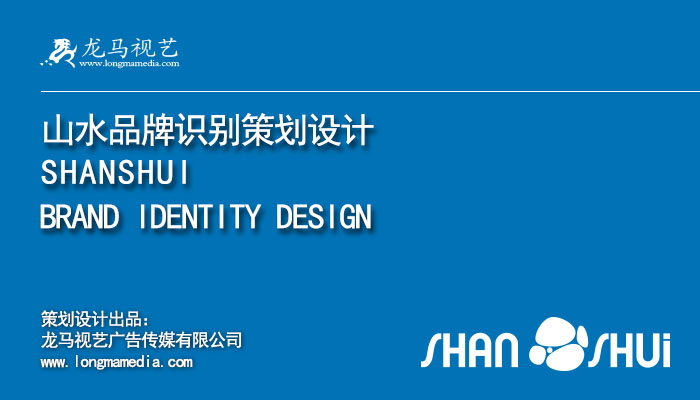 龙马视艺
www.longmamedia.com
山水品牌识别策划设计
SHANSHUI
BRAND IDENTITY DESIGN
策划设计出品：
龙马视艺广告传媒有限公司
www.longmamedia.com
SHAN SHUi